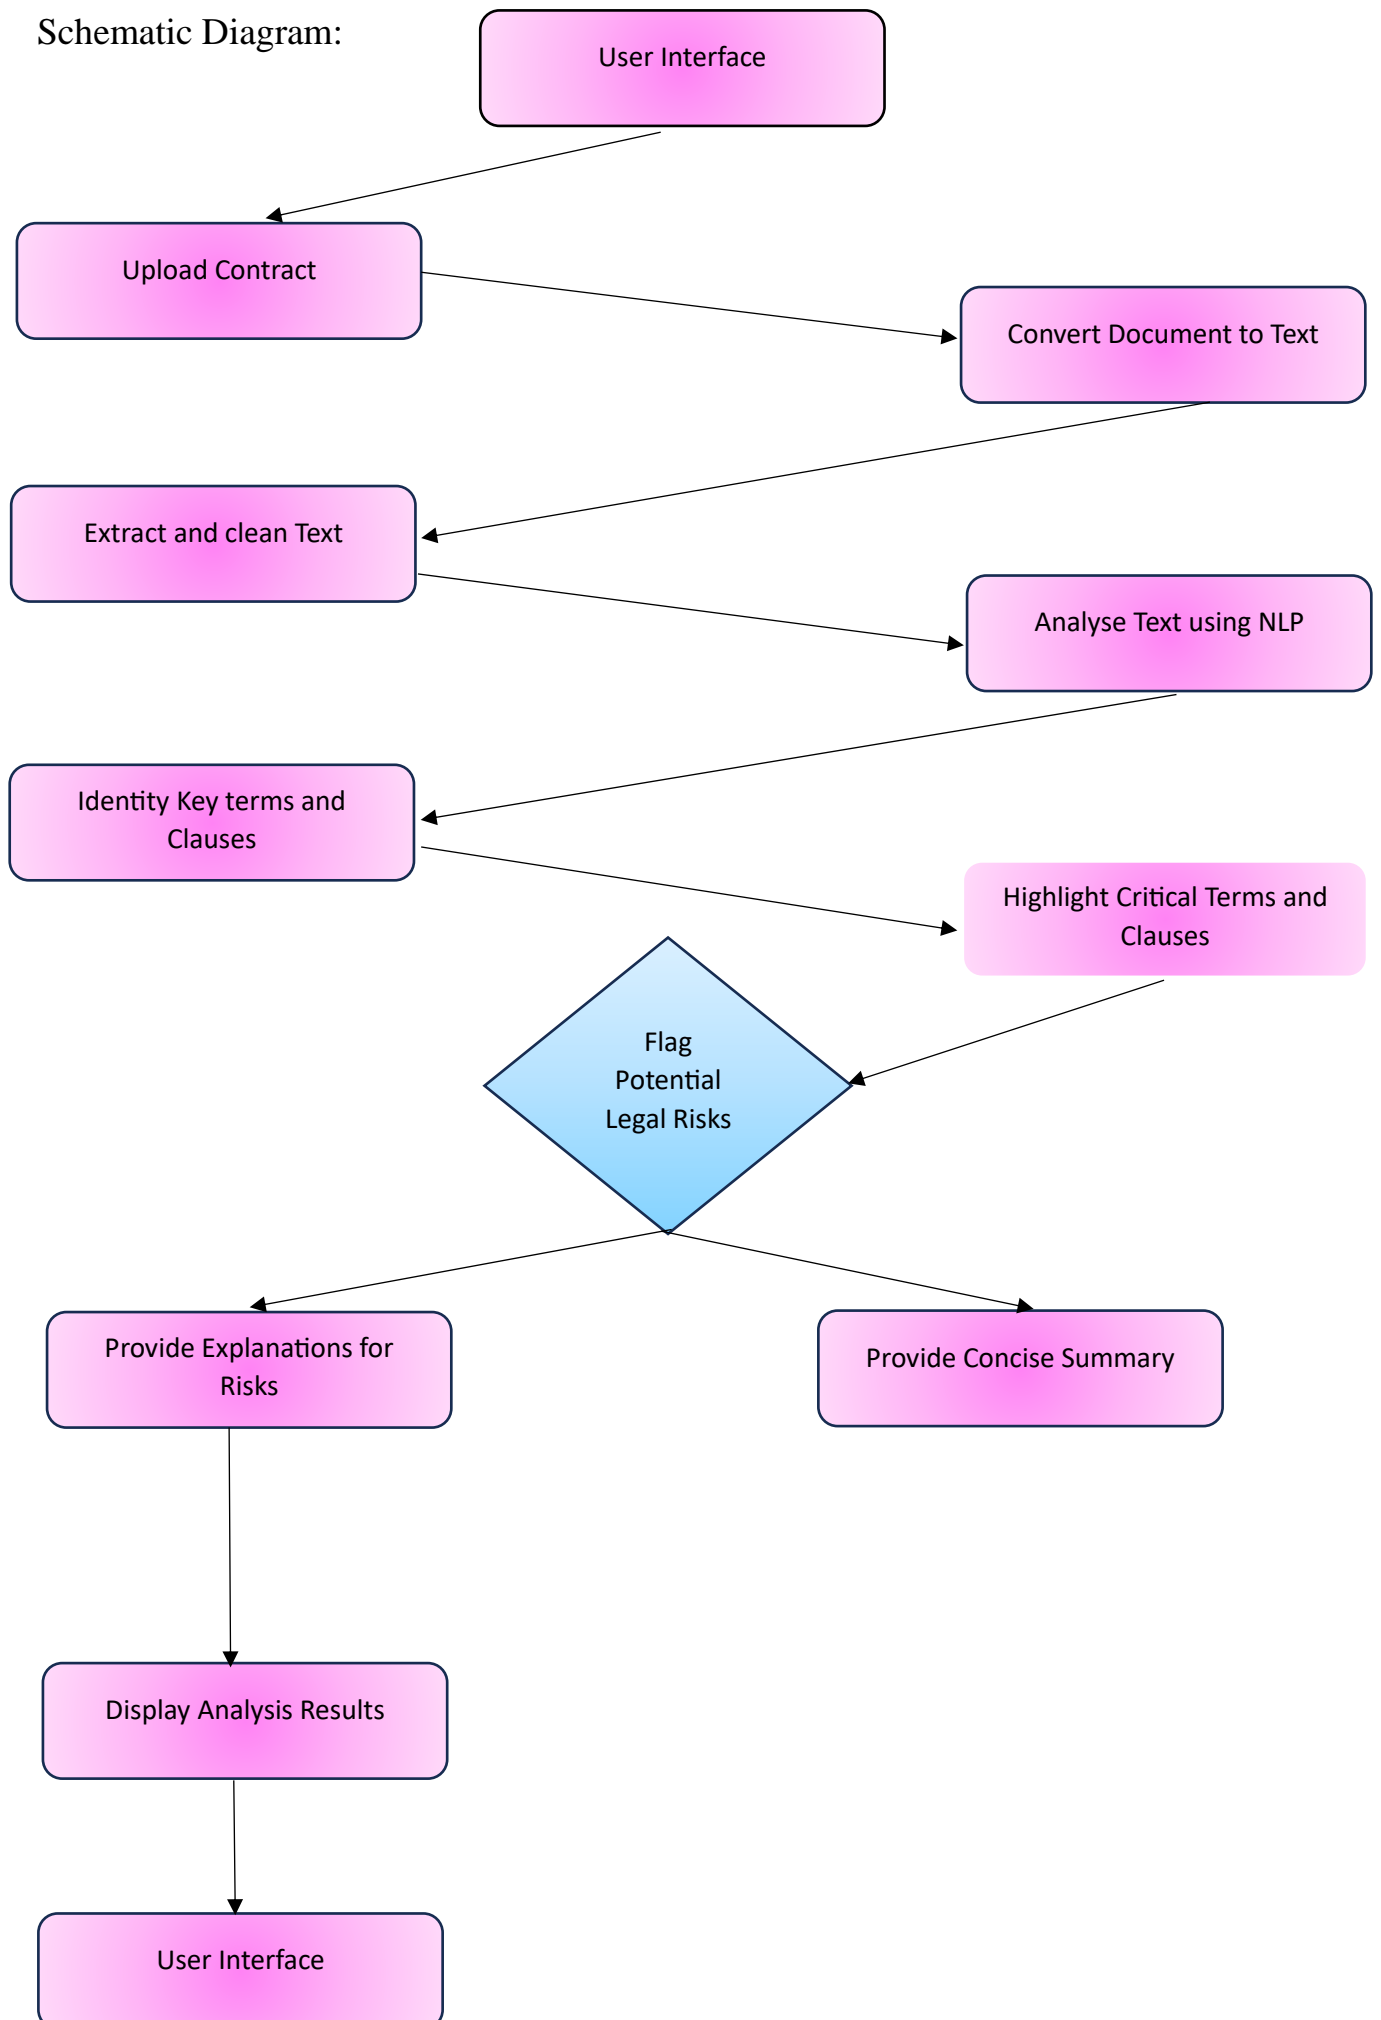 Schematic Diagram:
User Interface
Upload Contract
Convert Document to Text
Extract and clean Text
Analyse Text using NLP
Identity Key terms and
Clauses
Highlight Critical Terms and
Clauses
Flag
Potential
Legal Risks
Provide Explanations for
Risks
Provide Concise Summary
Display Analysis Results
User Interface